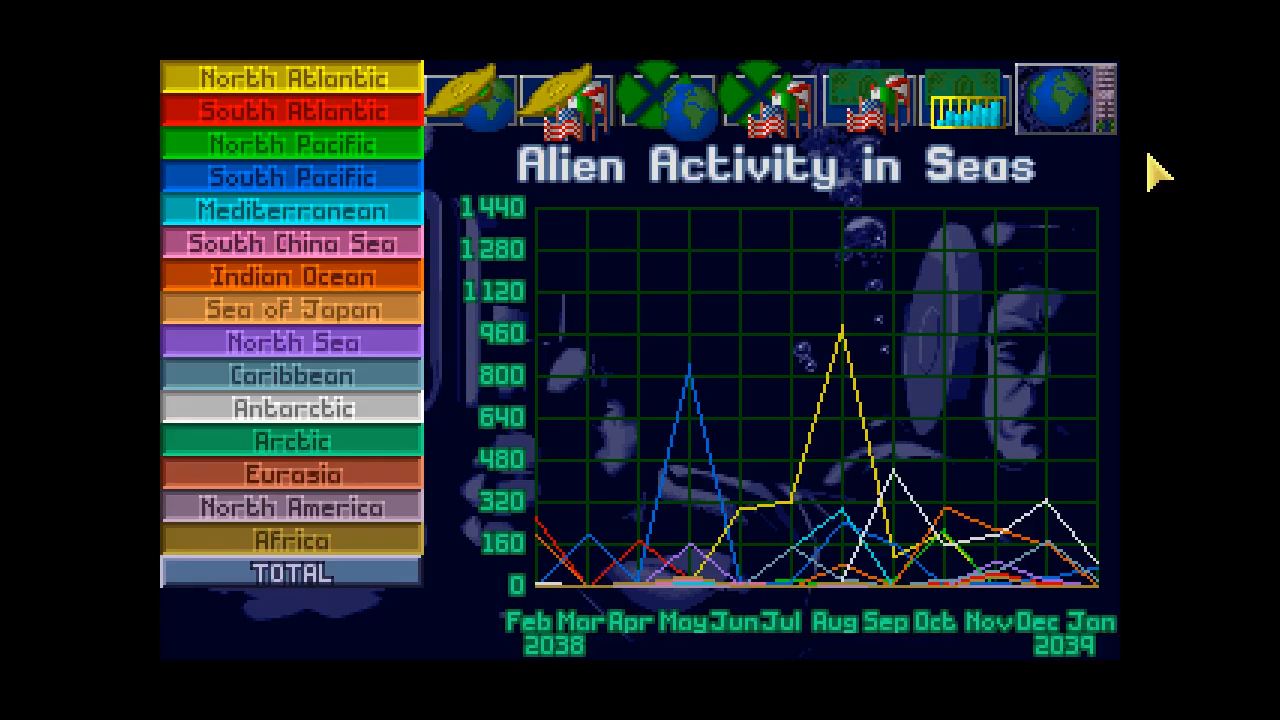 North Atlantic
South Atlantic
North Pacific
South Pacific
Mediterranean
South China Sea
Indian Ocean
Sea of Japan
North Sea
Caribbean
Antarctic
Arctic
Eurasia
North America
Africa
TOTAL
Alien Activity in Seas
1440
1280
1120
960
800
640
480
320
160
0
Feb Mar Apr May Jun Jul Aug Sep Oct Nov Dec Jan
2038 2039